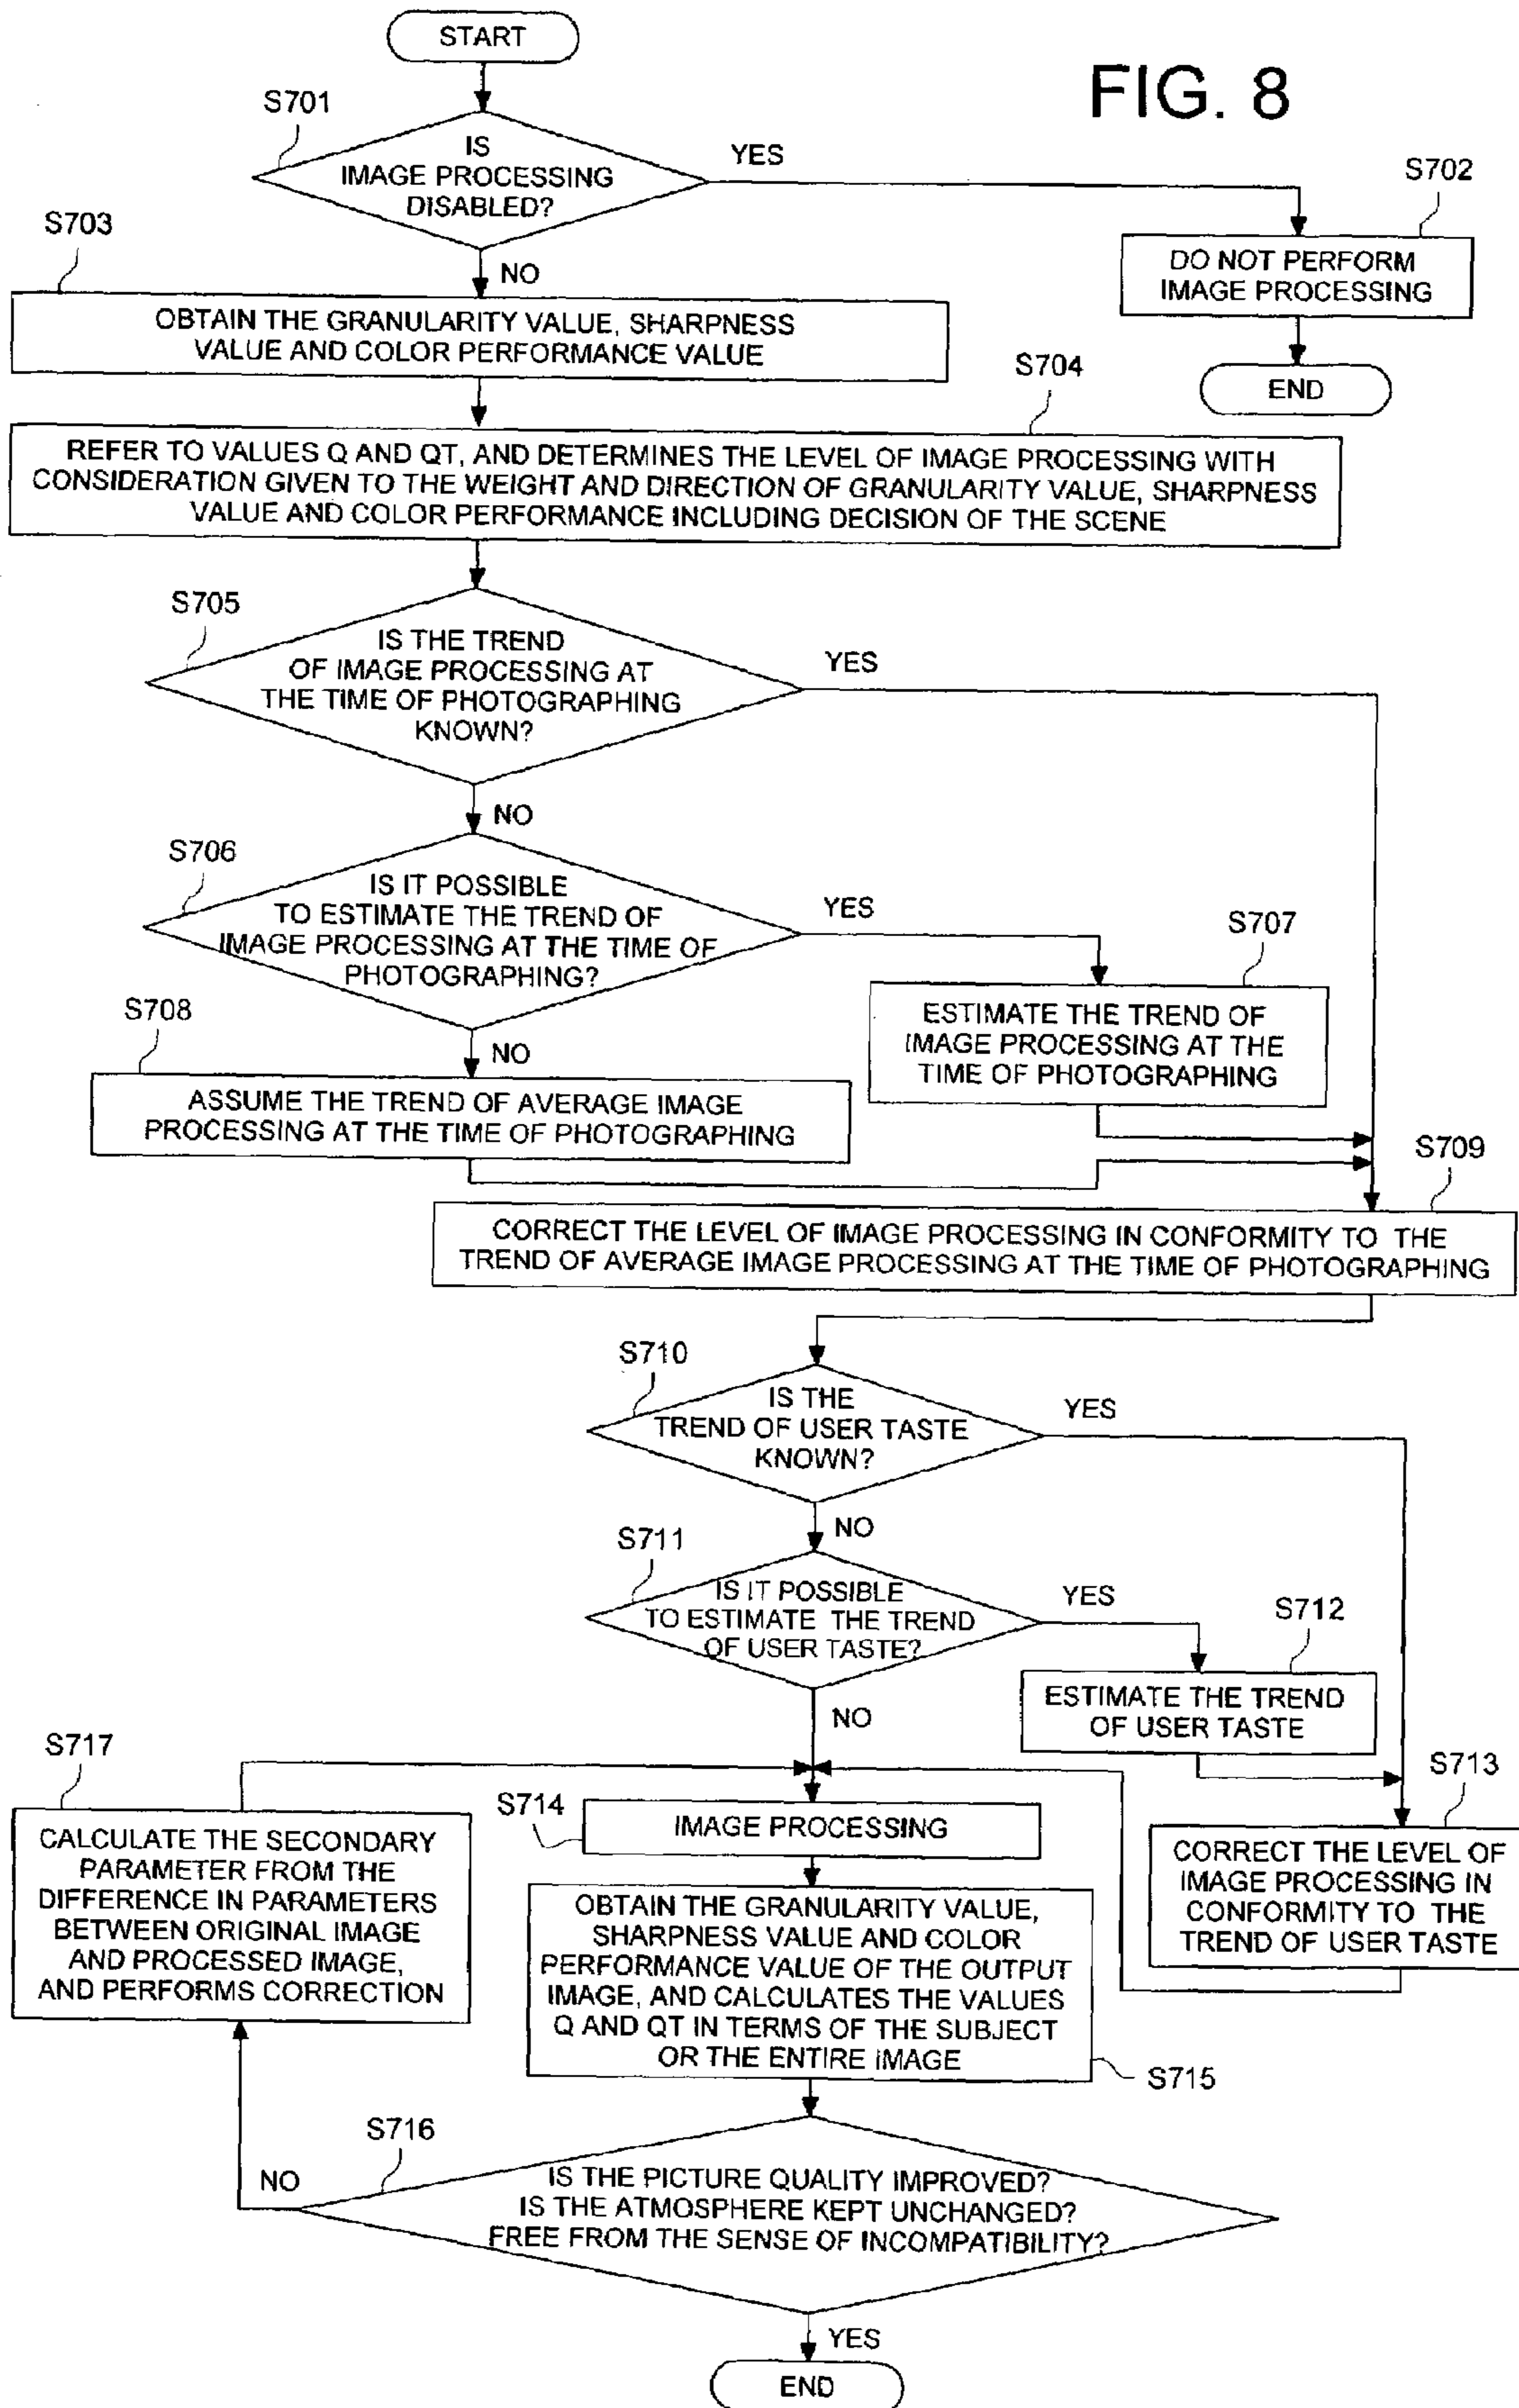 START
FIG. 8
S701
IS
IMAGE PROCESSING
DISABLED?
YES
S702
DO NOT PERFORM
IMAGE PROCESSING
END
NO
S703
OBTAIN THE GRANULARITY VALUE, SHARPNESS
VALUE AND COLOR PERFORMANCE VALUE
S704
REFER TO VALUES Q AND QT, AND DETERMINES THE LEVEL OF IMAGE PROCESSING WITH
CONSIDERATION GIVEN TO THE WEIGHT AND DIRECTION OF GRANULARITY VALUE, SHARPNESS
VALUE AND COLOR PERFORMANCE INCLUDING DECISION OF THE SCENE
S705
IS THE TREND
OF IMAGE PROCESSING AT
THE TIME OF PHOTOGRAPHING
KNOWN?
YES
NO
S706
IS IT POSSIBLE
TO ESTIMATE THE TREND OF
IMAGE PROCESSING AT THE TIME OF
PHOTOGRAPHING?
YES
S707
ESTIMATE THE TREND OF
IMAGE PROCESSING AT THE
TIME OF PHOTOGRAPHING
NO
S708
ASSUME THE TREND OF AVERAGE IMAGE
PROCESSING AT THE TIME OF PHOTOGRAPHING
S709
CORRECT THE LEVEL OF IMAGE PROCESSING IN CONFORMITY TO THE
TREND OF AVERAGE IMAGE PROCESSING AT THE TIME OF PHOTOGRAPHING
S710
IS THE
TREND OF USER TASTE
KNOWN?
YES
NO
S711
IS IT POSSIBLE
TO ESTIMATE THE TREND
OF USER TASTE?
YES
S712
ESTIMATE THE TREND
OF USER TASTE
NO
S713
CORRECT THE LEVEL OF
IMAGE PROCESSING IN
CONFORMITY TO THE
TREND OF USER TASTE
S714
IMAGE PROCESSING
S717
CALCULATE THE SECONDARY
PARAMETER FROM THE
DIFFERENCE IN PARAMETERS
BETWEEN ORIGINAL IMAGE
AND PROCESSED IMAGE,
AND PERFORMS CORRECTION
OBTAIN THE GRANULARITY VALUE,
SHARPNESS VALUE AND COLOR
PERFORMANCE VALUE OF THE OUTPUT
IMAGE, AND CALCULATES THE VALUES
Q AND QT IN TERMS OF THE SUBJECT
OR THE ENTIRE IMAGE
S715
S716
NO
IS THE PICTURE QUALITY IMPROVED?
IS THE ATMOSPHERE KEPT UNCHANGED?
FREE FROM THE SENSE OF INCOMPATIBILITY?
YES
END